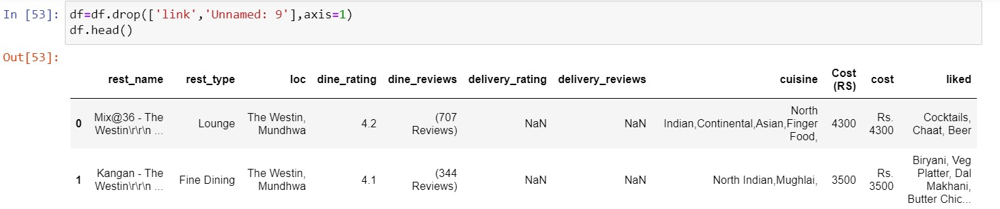 In [53]: df=df.drop(['link','Unnamed: 9'],axis=1)
df.head()
Out[53]:
rest_name rest_type loc dine_rating dine_reviews delivery_rating delivery_reviews cuisine Cost (RS) cost liked
0 Mix@36 - The Westin\r\r\n ... Lounge The Westin, Mundhwa 4.2 (707 Reviews) NaN NaN North Indian,Continental,Asian,Finger Food, 4300 Rs. 4300 Cocktails, Chaat, Beer
1 Kangan - The Westin\r\r\n ... Fine Dining The Westin, Mundhwa 4.1 (344 Reviews) NaN NaN North Indian,Mughlai, 3500 Rs. 3500 Biryani, Veg Platter, Dal Makhani, Butter Chic...